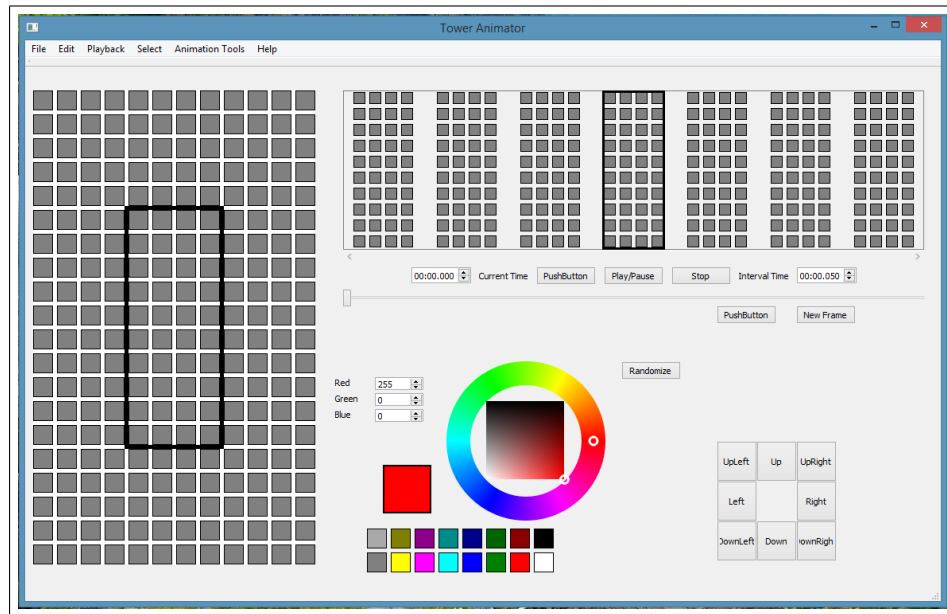 Tower Animator
File Edit Playback Select Animation Tools Help
00:00.000 Current Time PushButton Play/Pause Stop Interval Time 00:00.050
PushButton New Frame
Randomize
Red 255
Green 0
Blue 0
UpLeft Up UpRight
Left Right
DownLeft Down ownRigh